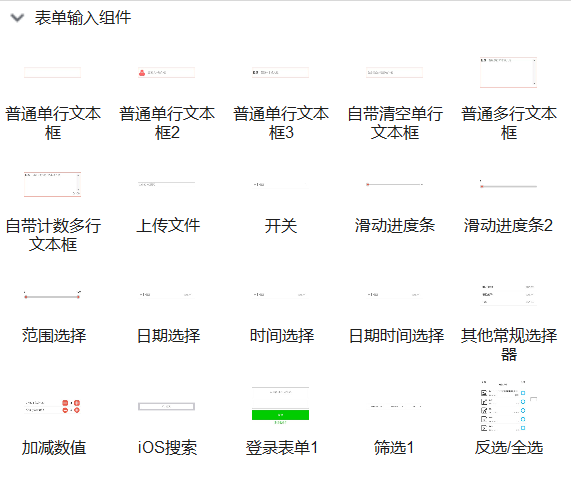 表单输入组件
普通单行文本
框
普通单行文本
框2
普通单行文本
框3
自带清空单行
文本框
普通多行文本
框
自带计数多行
文本框
上传文件
开关
滑动进度条
滑动进度条2
范围选择
日期选择
时间选择
日期时间选择
其他常规选择
器
加减数值
iOS搜索
登录表单1
筛选1
反选/全选